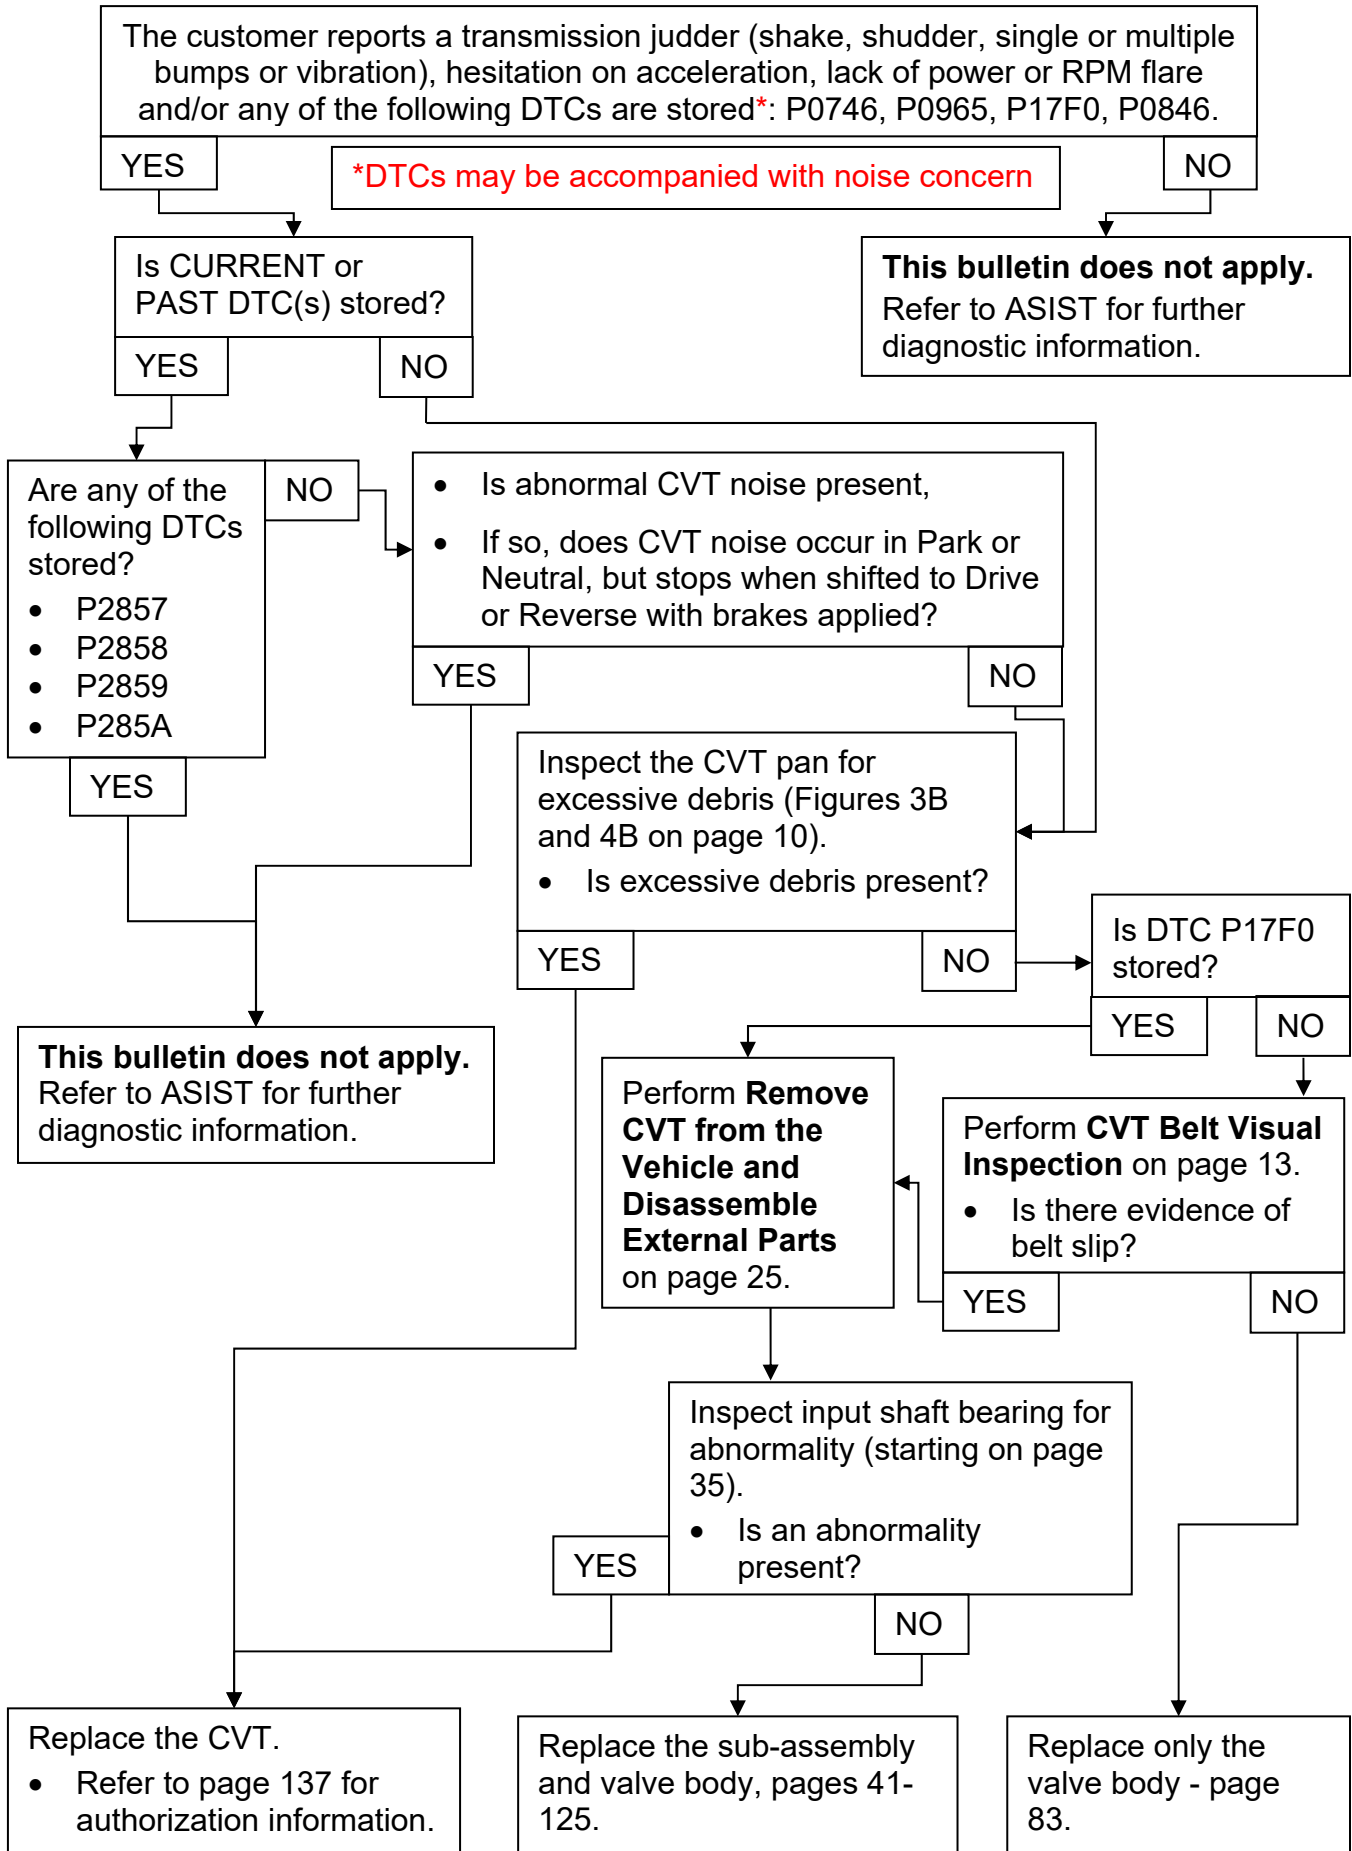 The customer reports a transmission judder (shake, shudder, single or multiple
bumps or vibration), hesitation on acceleration, lack of power or RPM flare
and/or any of the following DTCs are stored*: P0746, P0965, P17F0, P0846.
YES
*DTCs may be accompanied with noise concern
NO
Is CURRENT or
PAST DTC(s) stored?
YES
NO
This bulletin does not apply.
Refer to ASIST for further
diagnostic information.
Are any of the
following DTCs
stored?
• P2857
• P2858
• P2859
• P285A
NO
YES
• Is abnormal CVT noise present,
• If so, does CVT noise occur in Park or
Neutral, but stops when shifted to Drive
or Reverse with brakes applied?
YES
NO
Inspect the CVT pan for
excessive debris (Figures 3B
and 4B on page 10).
• Is excessive debris present?
YES
NO
Is DTC P17F0
stored?
YES
NO
This bulletin does not apply.
Refer to ASIST for further
diagnostic information.
Perform Remove
CVT from the
Vehicle and
Disassemble
External Parts
on page 25.
Perform CVT Belt Visual
Inspection on page 13.
• Is there evidence of
belt slip?
YES
NO
Inspect input shaft bearing for
abnormality (starting on page
35).
• Is an abnormality
present?
YES
NO
Replace the CVT.
• Refer to page 137 for
authorization information.
Replace the sub-assembly
and valve body, pages 41-
125.
Replace only the
valve body - page
83.